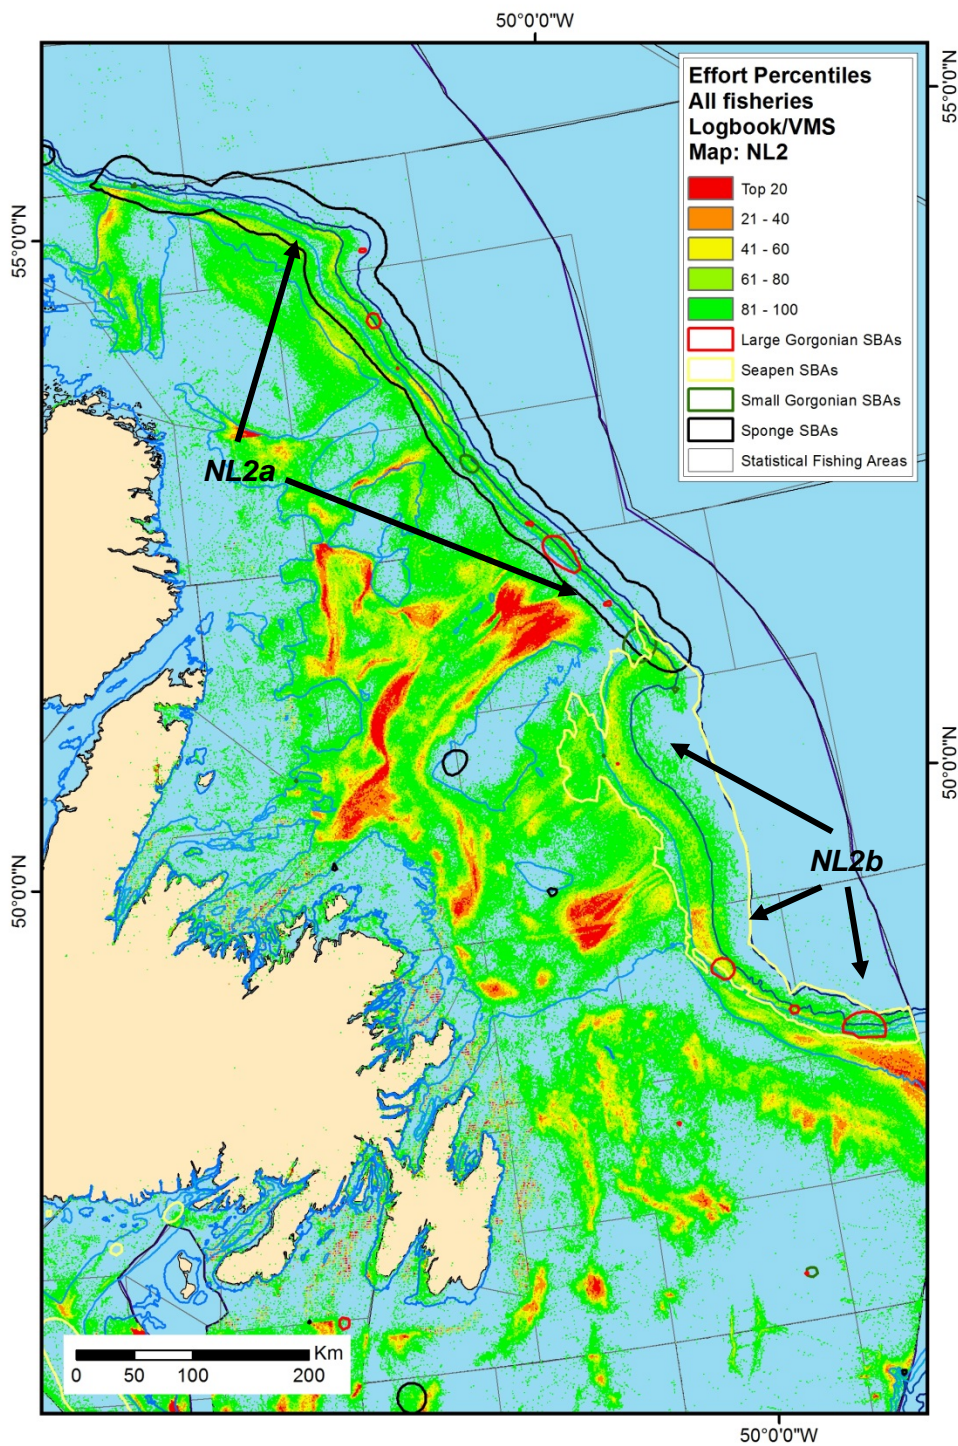 50°0'0"W
55°0'0"N
55°0'0"N
Effort Percentiles
All fisheries
Logbook/VMS
Map: NL2
Top 20
21 - 40
41 - 60
61 - 80
81 - 100
Large Gorgonian SBAs
Seapen SBAs
Small Gorgonian SBAs
Sponge SBAs
Statistical Fishing Areas
NL2a
50°0'0"N
NL2b
50°0'0"N
Km
0 50 100 200
50°0'0"W